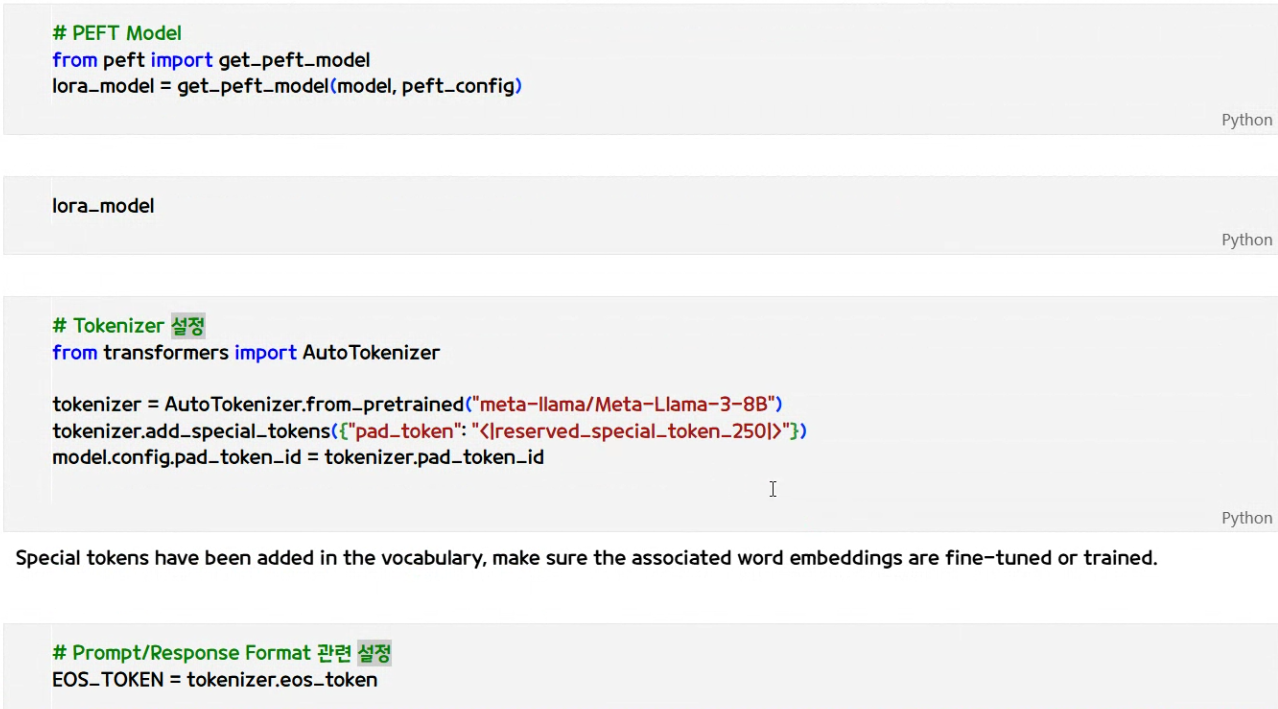 # PEFT Model
from peft import get_peft_model
lora_model = get_peft_model(model, peft_config)
Python
lora_model
Python
# Tokenizer 설정
from transformers import AutoTokenizer
tokenizer = AutoTokenizer.from_pretrained("meta-llama/Meta-Llama-3-8B")
tokenizer.add_special_tokens({"pad_token": "<|reserved_special_token_250|>"})
model.config.pad_token_id = tokenizer.pad_token_id
Python
Special tokens have been added in the vocabulary, make sure the associated word embeddings are fine-tuned or trained.
# Prompt/Response Format 관련 설정
EOS_TOKEN = tokenizer.eos_token